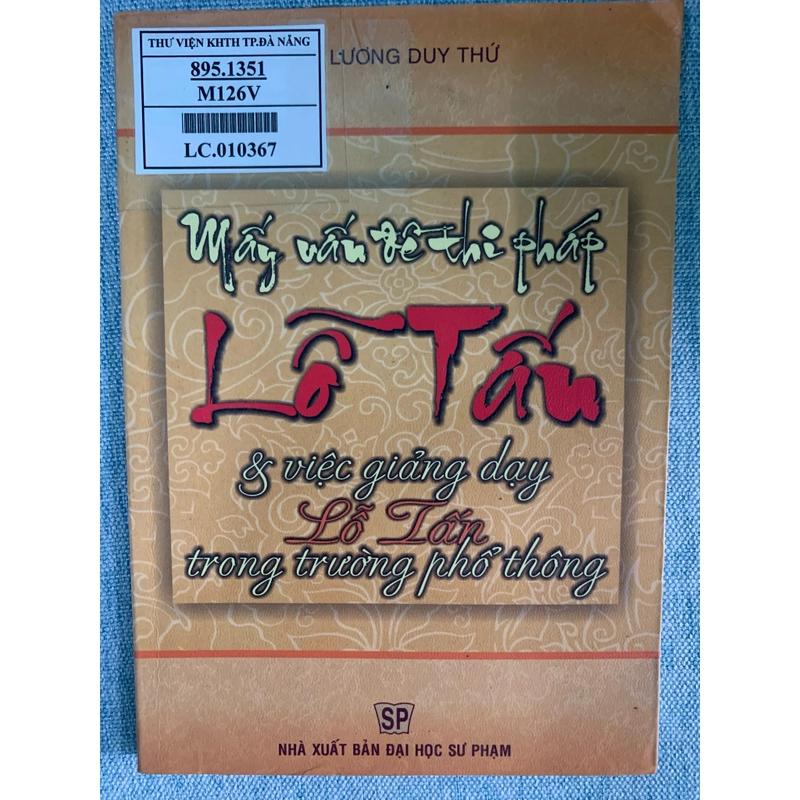 THƯ VIỆN KHTH TP.ĐÀ NẴNG
895.1351
M126V
LC.010367
LƯƠNG DUY THỨ
Mấy vấn đề thi pháp
Lỗ Tấn
& việc giảng dạy
Lỗ Tấn
trong trường phổ thông
SP
NHÀ XUẤT BẢN ĐẠI HỌC SƯ PHẠM